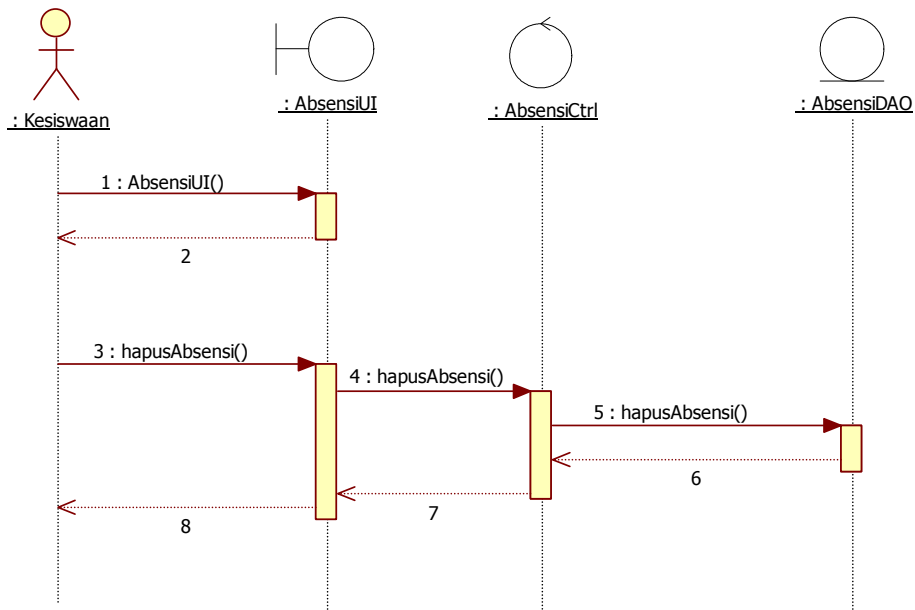 : Kesiswaan
: AbsensiUI
: AbsensiCtrl
: AbsensiDAO
1 : AbsensiUI()
2
3 : hapusAbsensi()
4 : hapusAbsensi()
5 : hapusAbsensi()
6
7
8